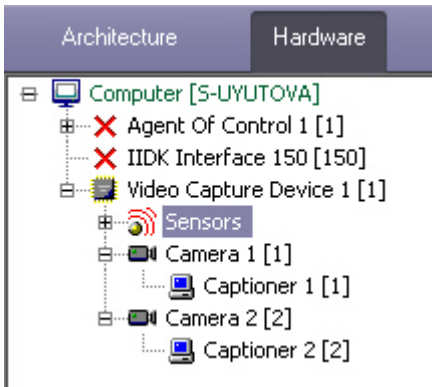 Architecture Hardware
Computer [S-UYUTOVA]
Agent Of Control 1 [1]
IIDK Interface 150 [150]
Video Capture Device 1 [1]
Sensors
Camera 1 [1]
Captioner 1 [1]
Camera 2 [2]
Captioner 2 [2]